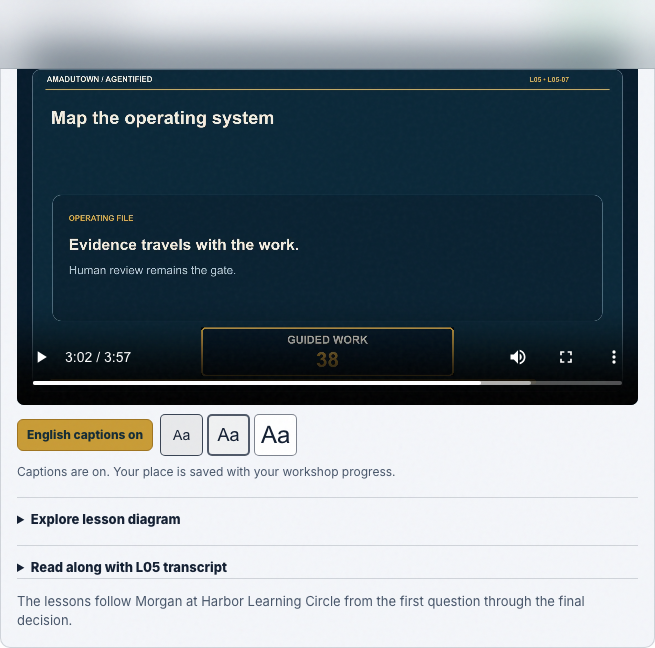 AMADUTOWN / AGENTIFIED
L05 • L05-07
Map the operating system
OPERATING FILE
Evidence travels with the work.
Human review remains the gate.
GUIDED WORK
38
3:02 / 3:57
English captions on
Aa
Aa
Aa
Captions are on. Your place is saved with your workshop progress.
Explore lesson diagram
Read along with L05 transcript
The lessons follow Morgan at Harbor Learning Circle from the first question through the final
decision.